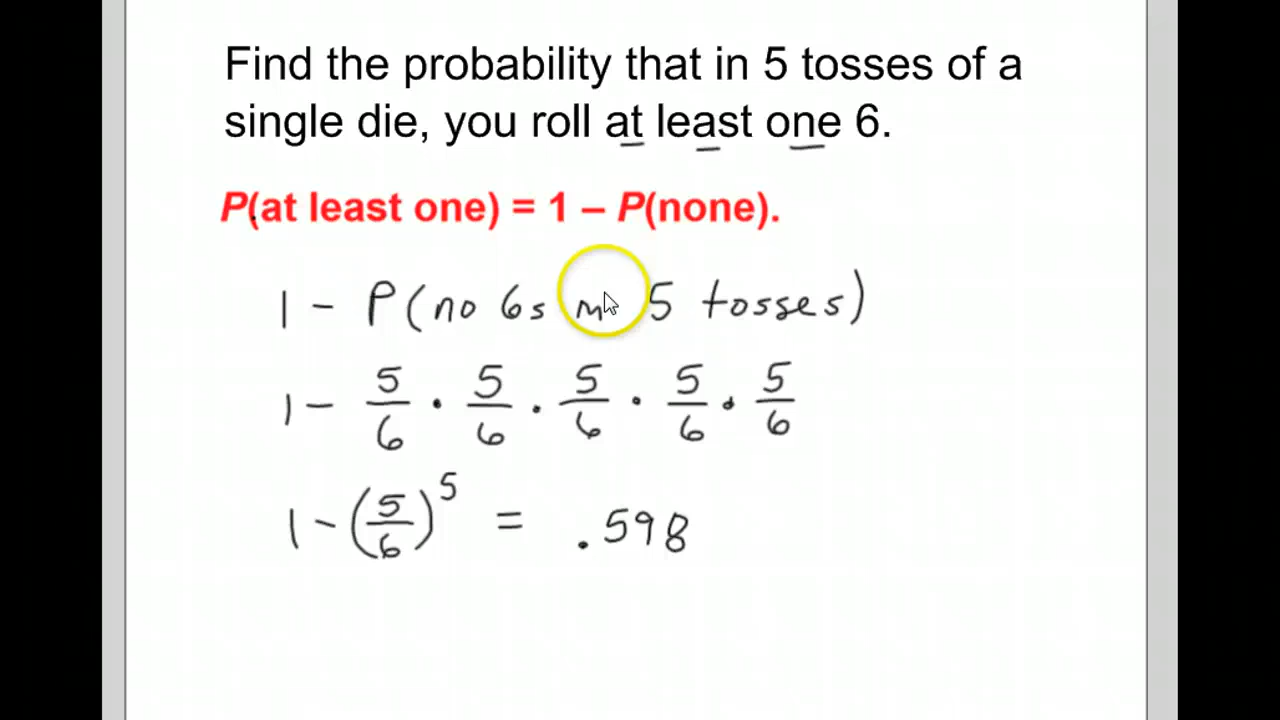 Find the probability that in 5 tosses of a
single die, you roll at least one 6.
P(at least one) = 1 – P(none).
1 - P(no 6s in 5 tosses)
1 - 5/6 · 5/6 · 5/6 · 5/6 · 5/6
1 - (5/6)^5 = .598